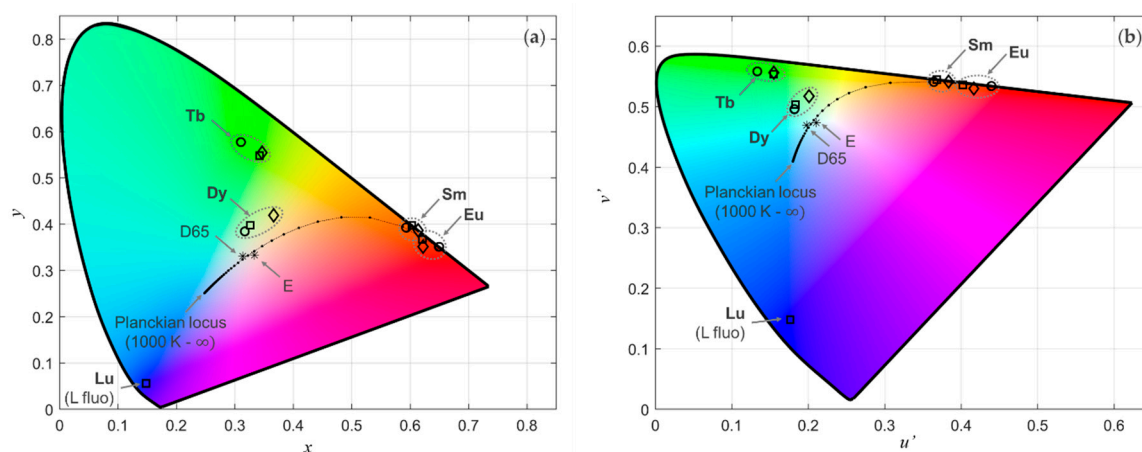 (a)
0.8
0.7
0.6
0.5
0.4
0.3
0.2
0.1
0
y
Tb
Dy
D65
E
Sm
Eu
Planckian locus
(1000 K - ∞)
Lu
(L fluo)
0 0.1 0.2 0.3 0.4 0.5 0.6 0.7 0.8
x
(b)
0.6
0.5
0.4
0.3
0.2
0.1
0
v'
Sm
Eu
Tb
Dy
E
D65
Planckian locus
(1000 K - ∞)
Lu
(L fluo)
0 0.1 0.2 0.3 0.4 0.5 0.6
u'